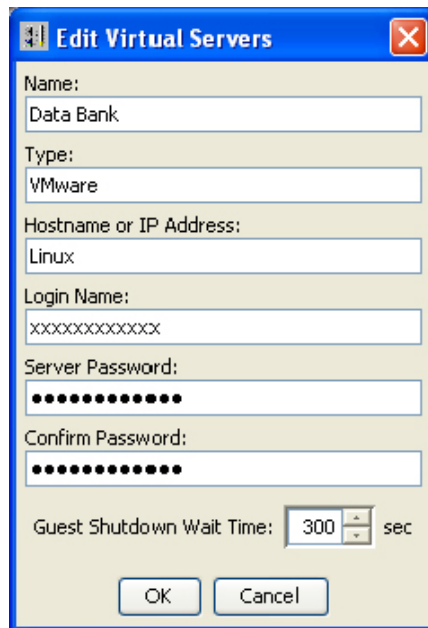 Edit Virtual Servers
Name:
Data Bank
Type:
VMware
Hostname or IP Address:
Linux
Login Name:
xxxxxxxxxxxx
Server Password:
●●●●●●●●●●●●
Confirm Password:
●●●●●●●●●●●●
Guest Shutdown Wait Time: 300 sec
OK Cancel